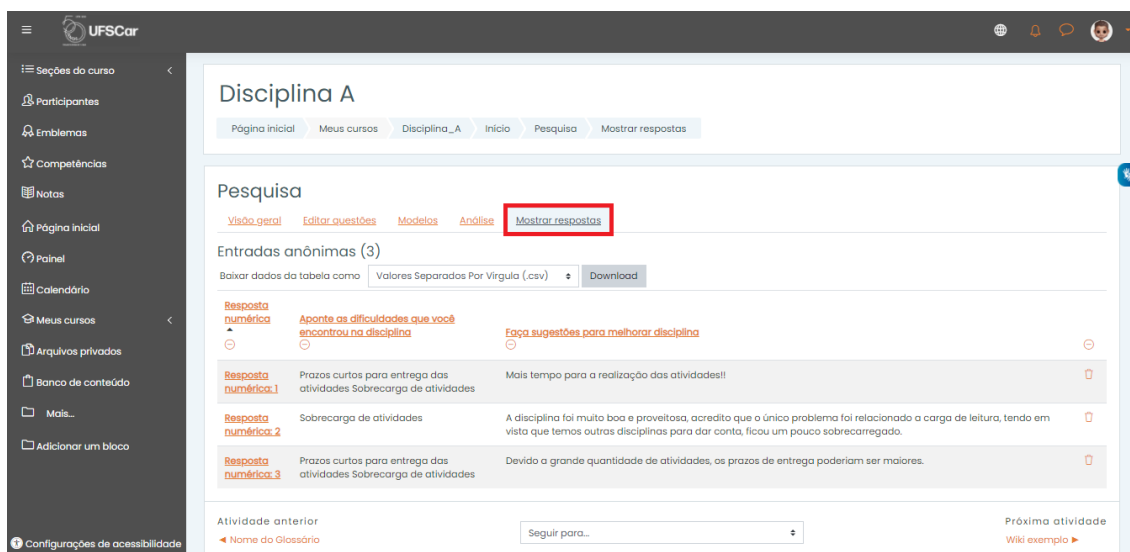 UFSCar
Seções do curso
Participantes
Emblemas
Competências
Notas
Página inicial
Painel
Calendário
Meus cursos
Arquivos privados
Banco de conteúdo
Mais...
Adicionar um bloco
Configurações de acessibilidade
Disciplina A
Página inicial Meus cursos Disciplina_A Início Pesquisa Mostrar respostas
Pesquisa
Visão geral Editar questões Modelos Análise Mostrar respostas
Entradas anônimas (3)
Baixar dados da tabela como Valores Separados Por Vírgula (.csv) Download
Resposta
numérica Aponte as dificuldades que você
encontrou na disciplina Faça sugestões para melhorar disciplina
Resposta Prazos curtos para entrega das Mais tempo para a realização das atividades!!
numérica: 1 atividades Sobrecarga de atividades
Resposta Sobrecarga de atividades A disciplina foi muito boa e proveitosa, acredito que o único problema foi relacionado a carga de leitura, tendo em
numérica: 2 vista que temos outras disciplinas para dar conta, ficou um pouco sobrecarregado.
Resposta Prazos curtos para entrega das Devido a grande quantidade de atividades, os prazos de entrega poderiam ser maiores.
numérica: 3 atividades Sobrecarga de atividades
Atividade anterior Seguir para... Próxima atividade
◄ Nome do Glossário Wiki exemplo ►